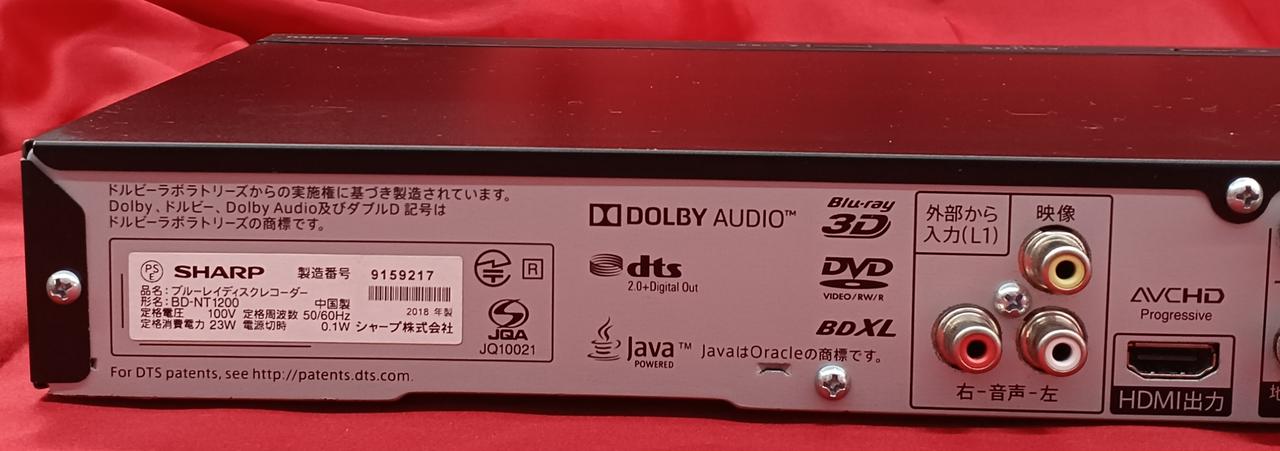 ドルビーラボラトリーズからの実施権に基づき製造されています。
Dolby、ドルビー、Dolby Audio及びダブルD 記号は
ドルビーラボラトリーズの商標です。
PS
E
SHARP 製造番号 9159217
品名:ブルーレイディスクレコーダー
形名:BD-NT1200 中国製
定格電圧 100V 定格周波数 50/60Hz 2018 年製
定格消費電力 23W 電源切時 0.1W シャープ株式会社
R
JQA
JQ10021
For DTS patents, see http://patents.dts.com.
DOLBY AUDIO™
Blu-ray
3D
dts
2.0+Digital Out
DVD
VIDEO/RW/R
BDXL
Java™
POWERED
JavaはOracleの商標です。
外部から
入力(L1)
映像
右-音声-左
AVCHD
Progressive
HDMI出力